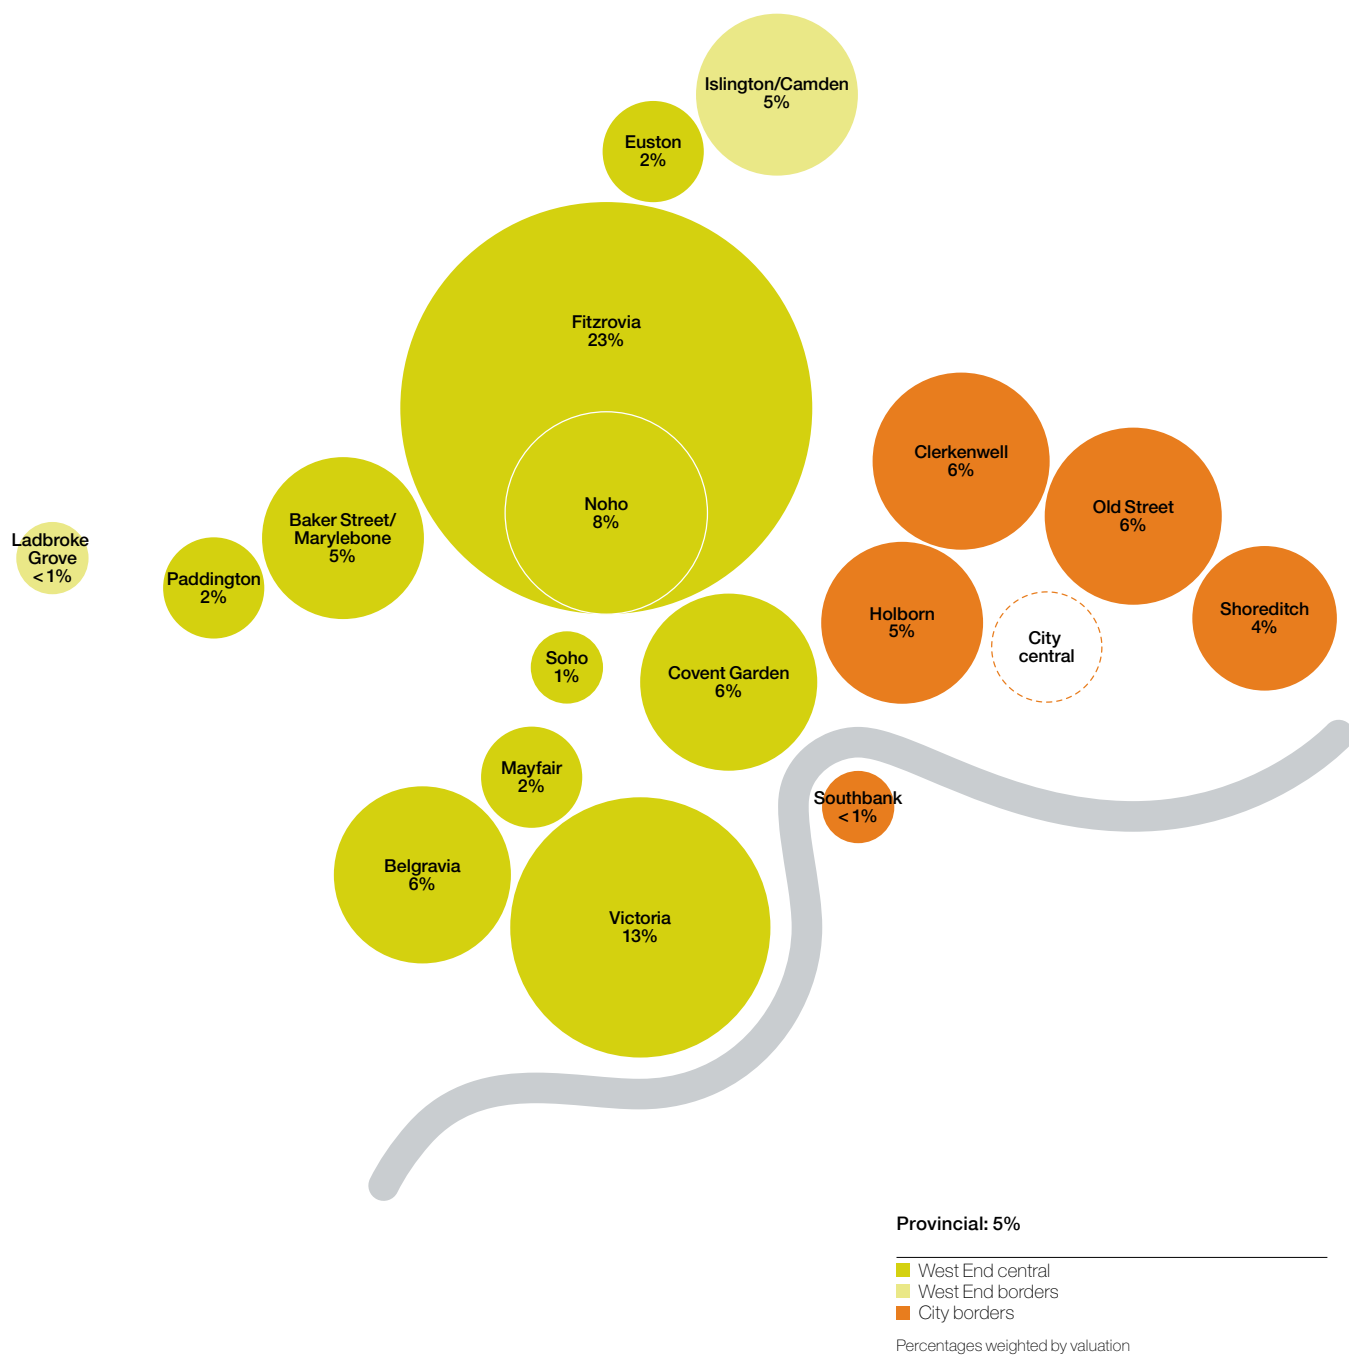 Islington/Camden
5%
Euston
2%
Fitzrovia
23%
Noho
8%
Clerkenwell
6%
Old Street
6%
Baker Street/
Marylebone
5%
Ladbroke
Grove
< 1%
Paddington
2%
Holborn
5%
City
central
Shoreditch
4%
Soho
1%
Covent Garden
6%
Mayfair
2%
Southbank
< 1%
Belgravia
6%
Victoria
13%
Provincial: 5%
West End central
West End borders
City borders
Percentages weighted by valuation